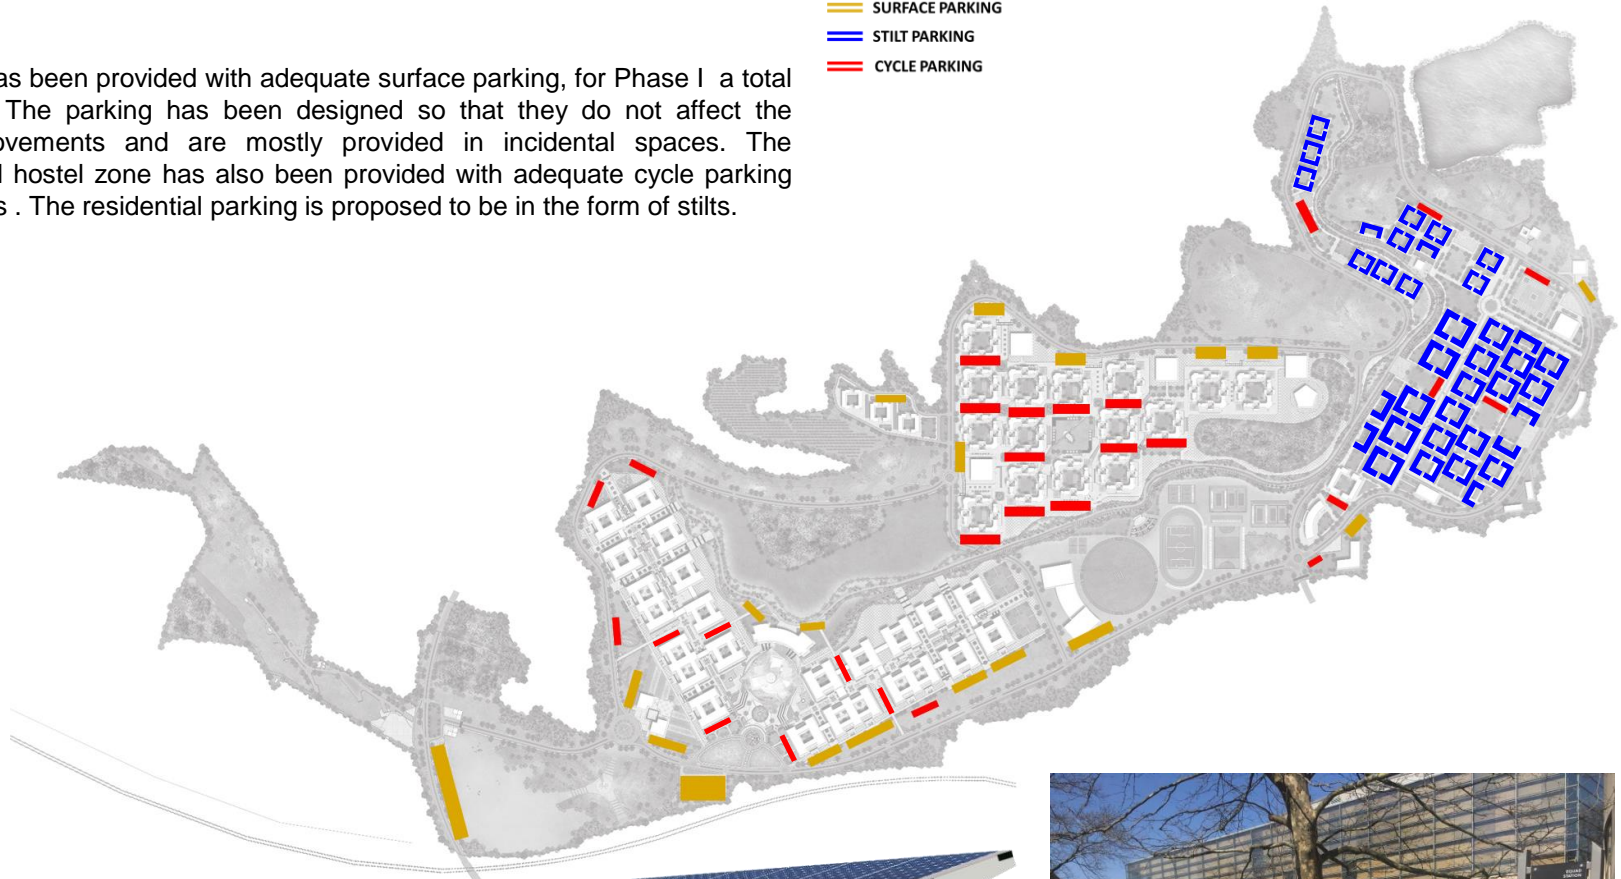 SURFACE PARKING
STILT PARKING
CYCLE PARKING
as been provided with adequate surface parking, for Phase I a total
The parking has been designed so that they do not affect the
ovements and are mostly provided in incidental spaces. The
hostel zone has also been provided with adequate cycle parking
s . The residential parking is proposed to be in the form of stilts.
SQUAD
STATION